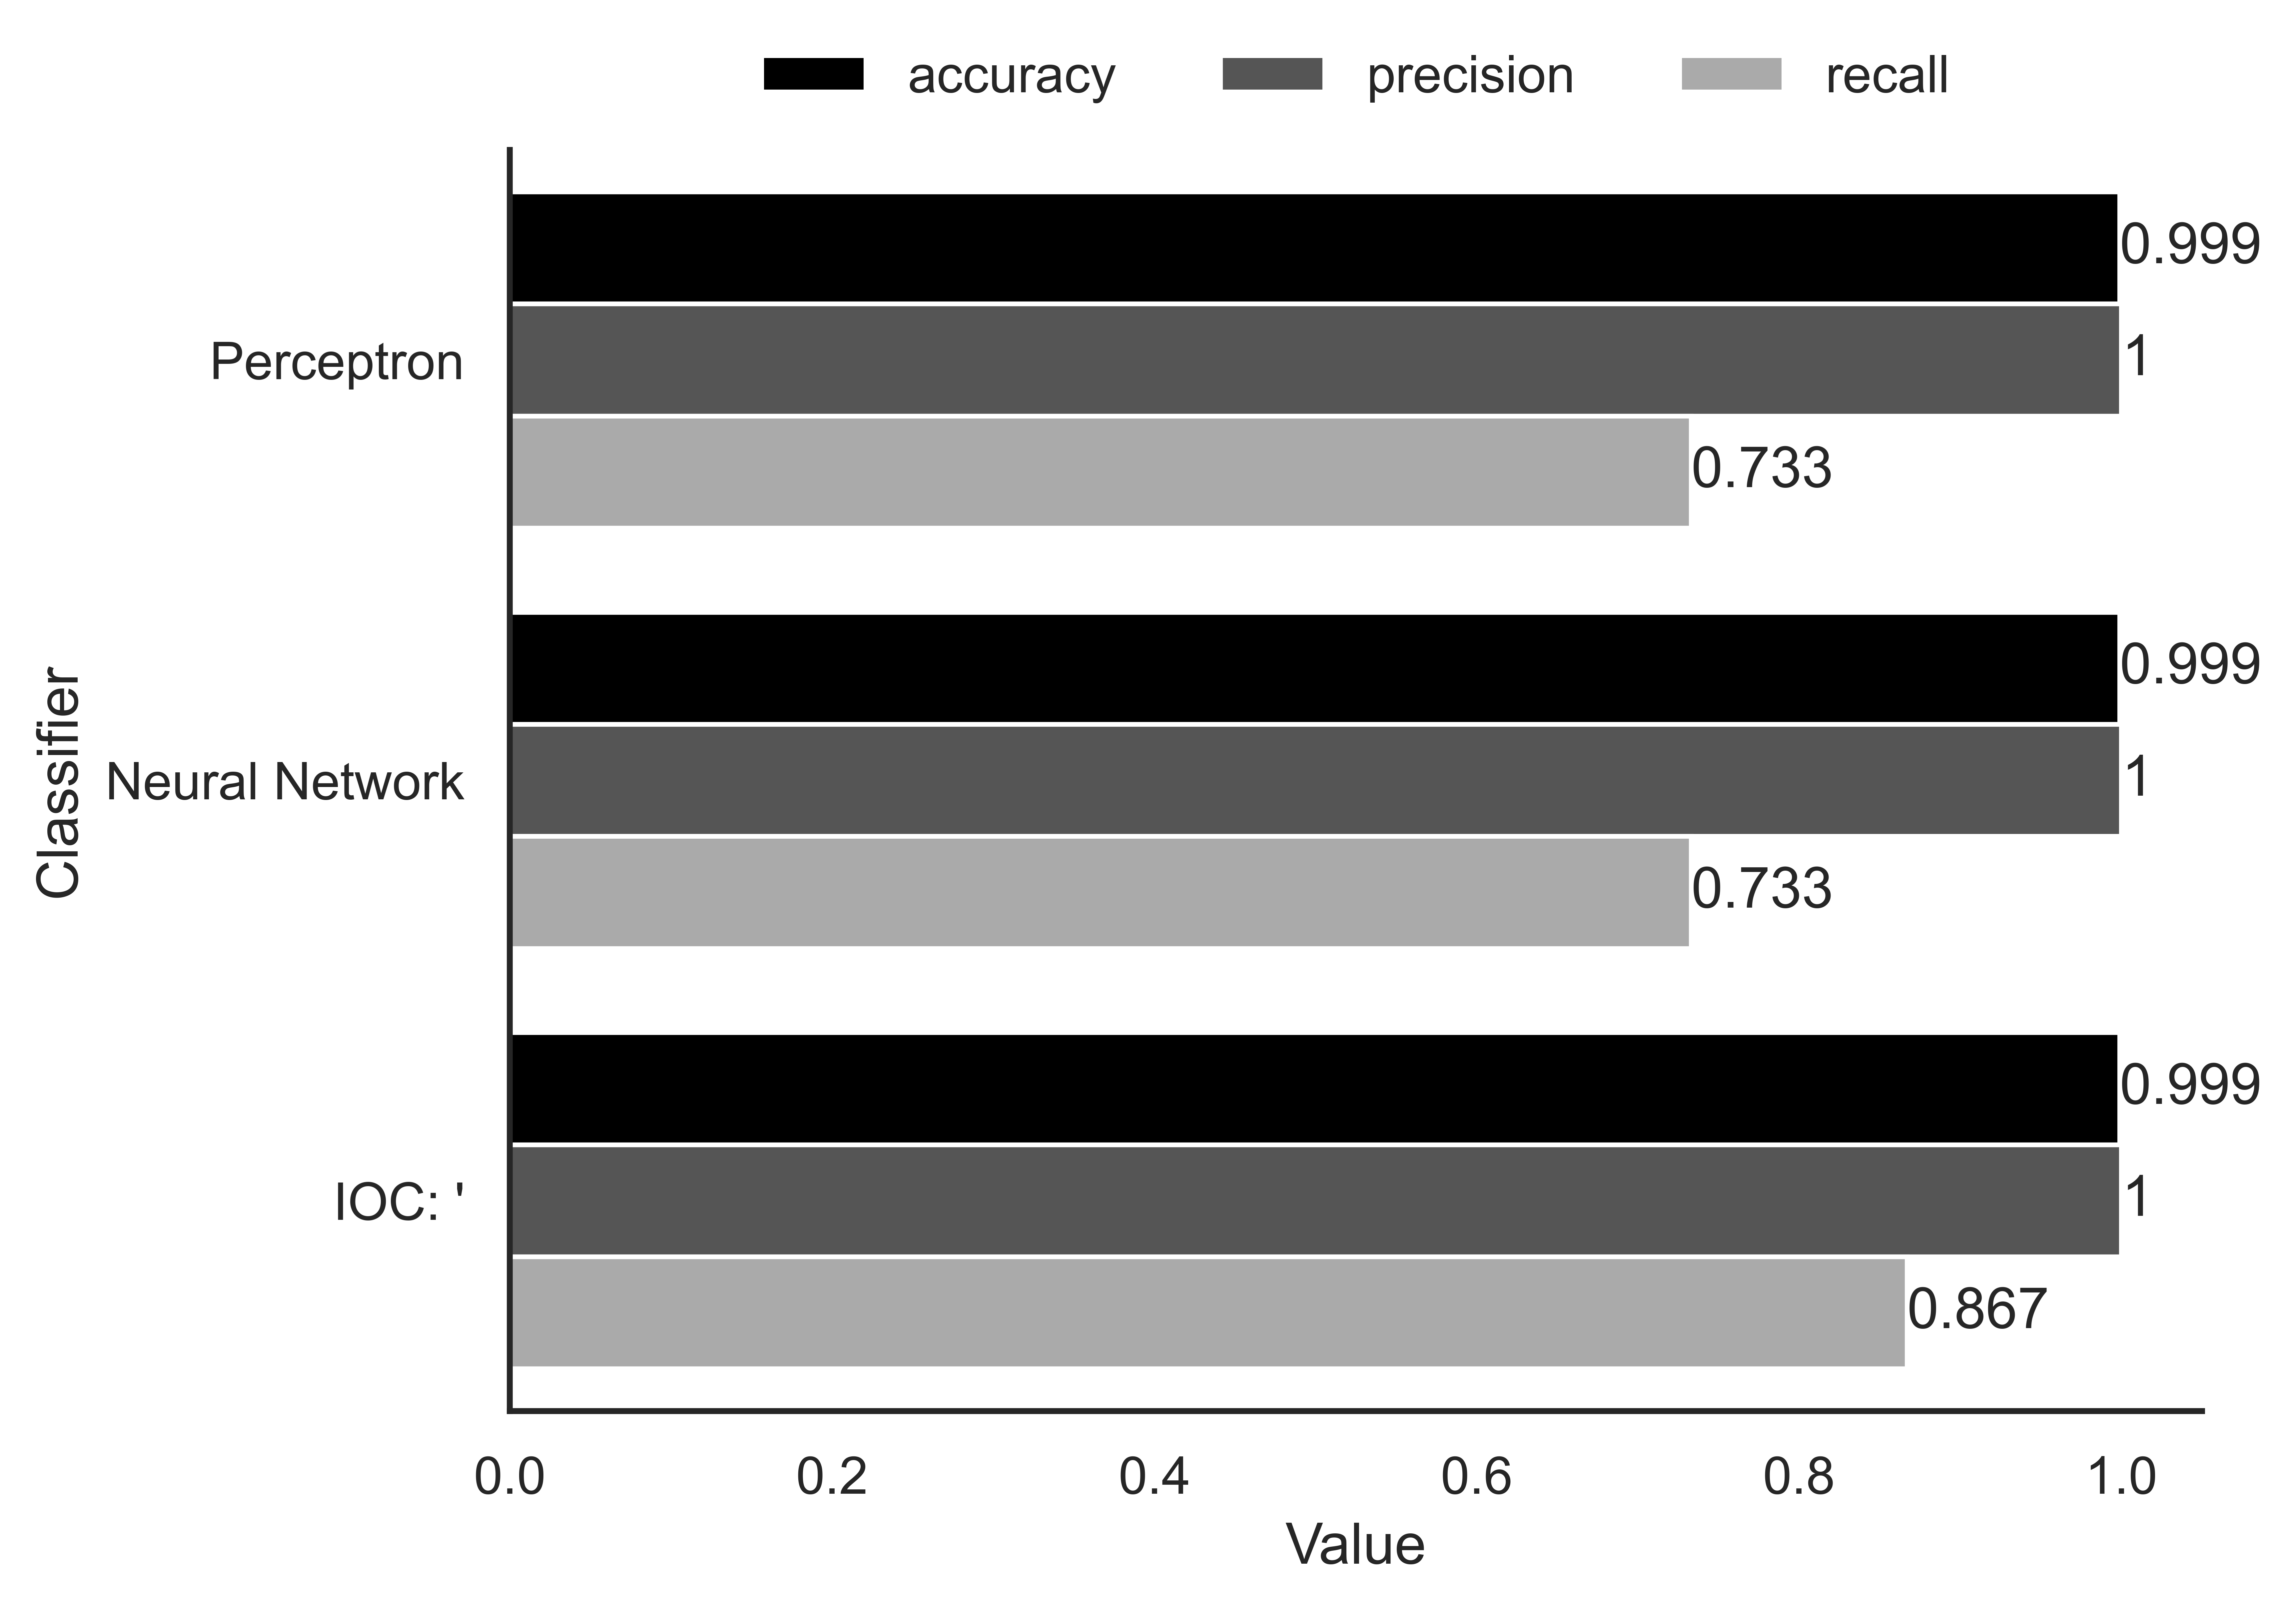 accuracy precision recall
Classifier
Perceptron
0.999
1
0.733
Neural Network
0.999
1
0.733
IOC: '
0.999
1
0.867
0.0 0.2 0.4 0.6 0.8 1.0
Value